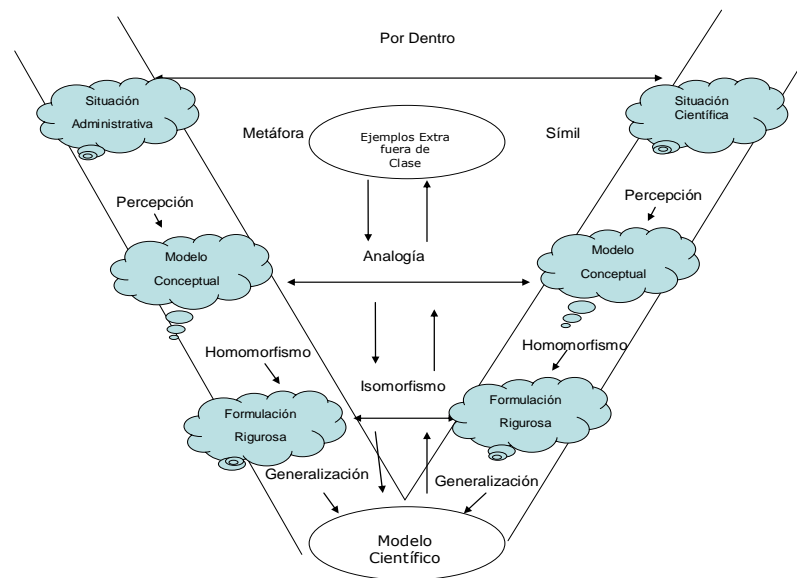 Por Dentro
Situación
Administrativa
Situación
Científica
Metáfora
Ejemplos Extra
fuera de
Clase
Símil
Percepción
Percepción
Modelo
Conceptual
Analogía
Modelo
Conceptual
Homomorfismo
Homomorfismo
Isomorfismo
Formulación
Rigurosa
Formulación
Rigurosa
Generalización
Generalización
Modelo
Científico